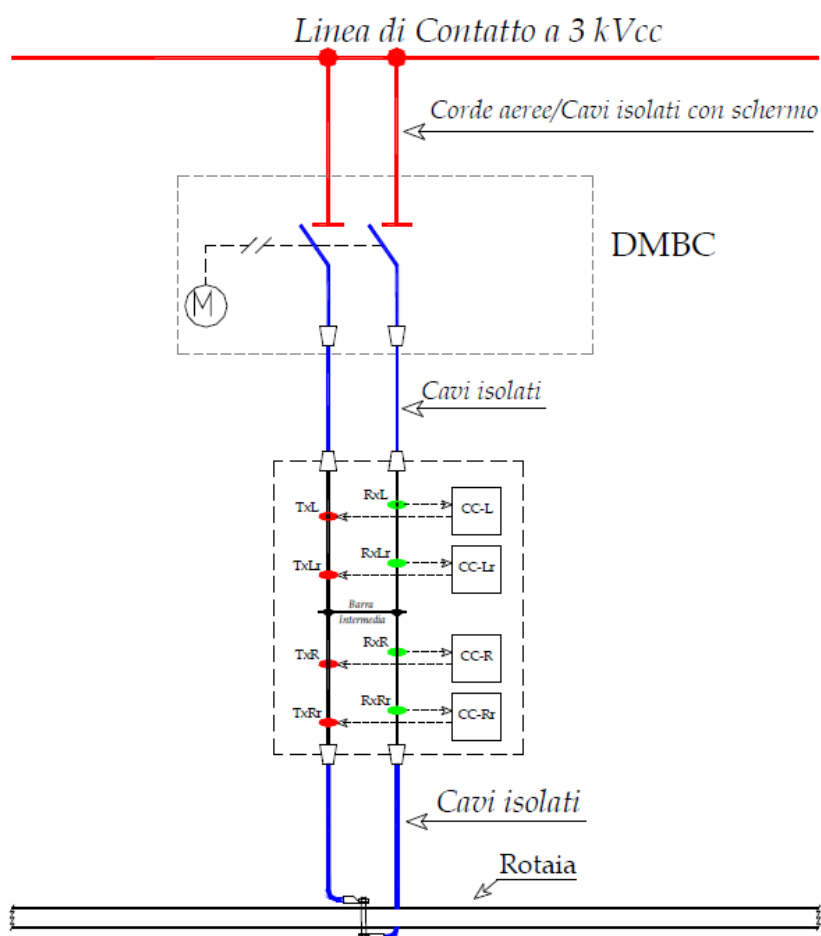 Linea di Contatto a 3 kVcc
Corde aeree/Cavi isolati con schermo
DMBC
M
Cavi isolati
TxL
RxL
CC-L
TxLr
RxLr
CC-Lr
Barra
Intermedia
TxR
RxR
CC-R
TxRr
RxRr
CC-Rr
Cavi isolati
Rotaia